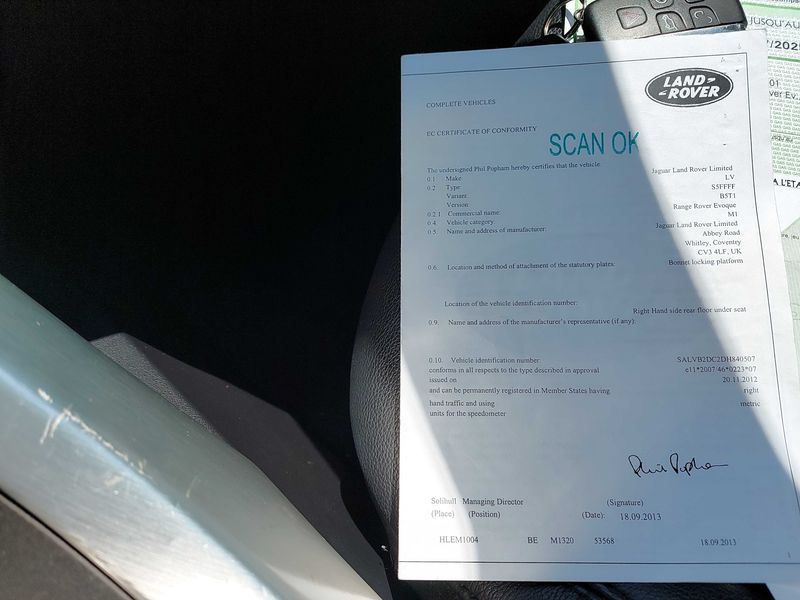 JUSQU'AU
LAND
ROVER
COMPLETE VEHICLES
EC CERTIFICATE OF CONFORMITY
SCAN OK
The undersigned Phil Popham hereby certifies that the vehicle:
0.1 Make Jaguar Land Rover Limited
0.2 Type LV
Variant: S5FFFF
Version: B5T1
0.2.1 Commercial name: Range Rover Evoque
0.4 Vehicle category: M1
0.5. Name and address of manufacturer: Jaguar Land Rover Limited
Abbey Road
Whitley, Coventry
CV3 4LF, UK
0.6. Location and method of attachment of the statutory plates: Bonnet locking platform
Location of the vehicle identification number:
Right Hand side rear floor under seat
0.9. Name and address of the manufacturer's representative (if any):
0.10. Vehicle identification number: SALVB2DC2DH840507
conforms in all respects to the type described in approval e11*2007/46*0223*07
issued on 20.11.2012
and can be permanently registered in Member States having right
hand traffic and using metric
units for the speedometer
Phil Popham
Solihull Managing Director (Signature)
(Place) (Position) (Date): 18.09.2013
HLEM1004 BE M1320 53568 18.09.2013